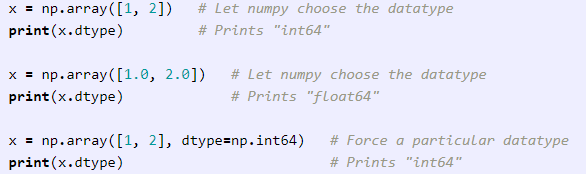 x = np.array([1, 2])   # Let numpy choose the datatype
print(x.dtype)         # Prints "int64"

x = np.array([1.0, 2.0])   # Let numpy choose the datatype
print(x.dtype)             # Prints "float64"

x = np.array([1, 2], dtype=np.int64)   # Force a particular datatype
print(x.dtype)                         # Prints "int64"